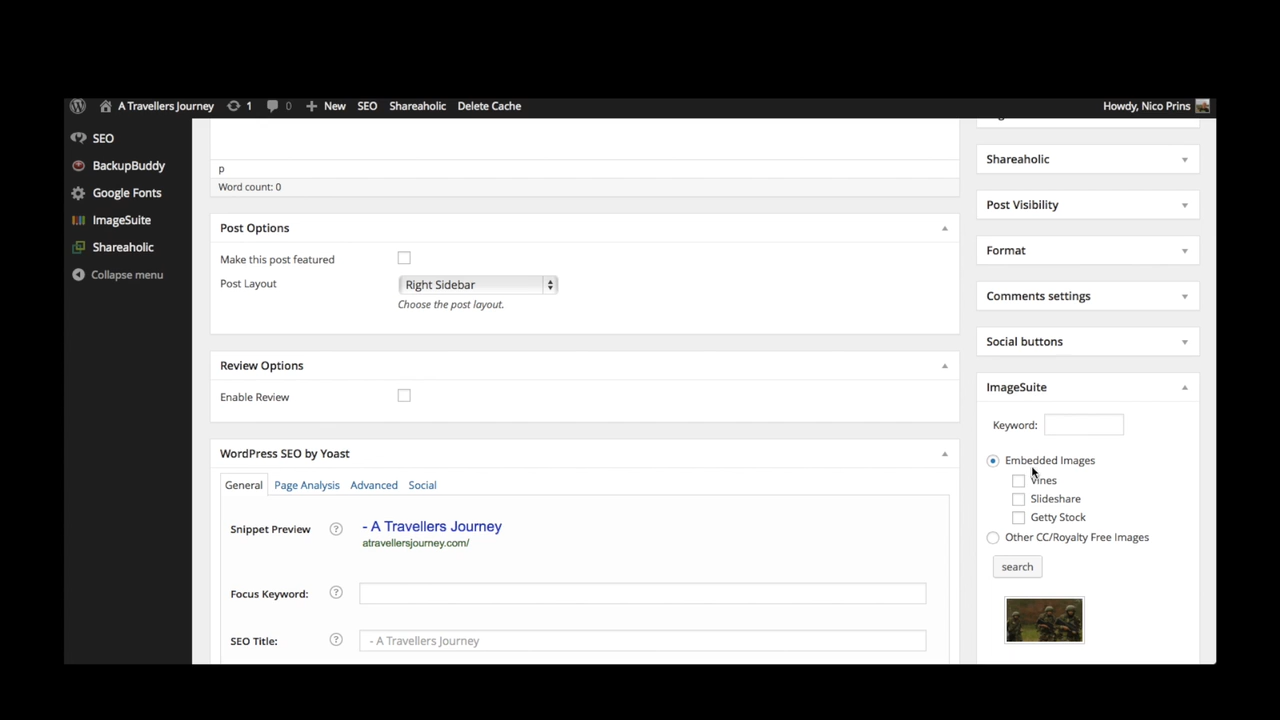 A Travellers Journey 1 0 New SEO Shareaholic Delete Cache Howdy, Nico Prins
SEO
BackupBuddy
Google Fonts
ImageSuite
Shareaholic
Collapse menu
p
Word count: 0
Post Options
Make this post featured
Post Layout Right Sidebar
Choose the post layout.
Review Options
Enable Review
WordPress SEO by Yoast
General Page Analysis Advanced Social
Snippet Preview ? - A Travellers Journey
atravellersjourney.com/
Focus Keyword: ?
SEO Title: ? - A Travellers Journey
Shareaholic
Post Visibility
Format
Comments settings
Social buttons
ImageSuite
Keyword:
Embedded Images
Vines
Slideshare
Getty Stock
Other CC/Royalty Free Images
search